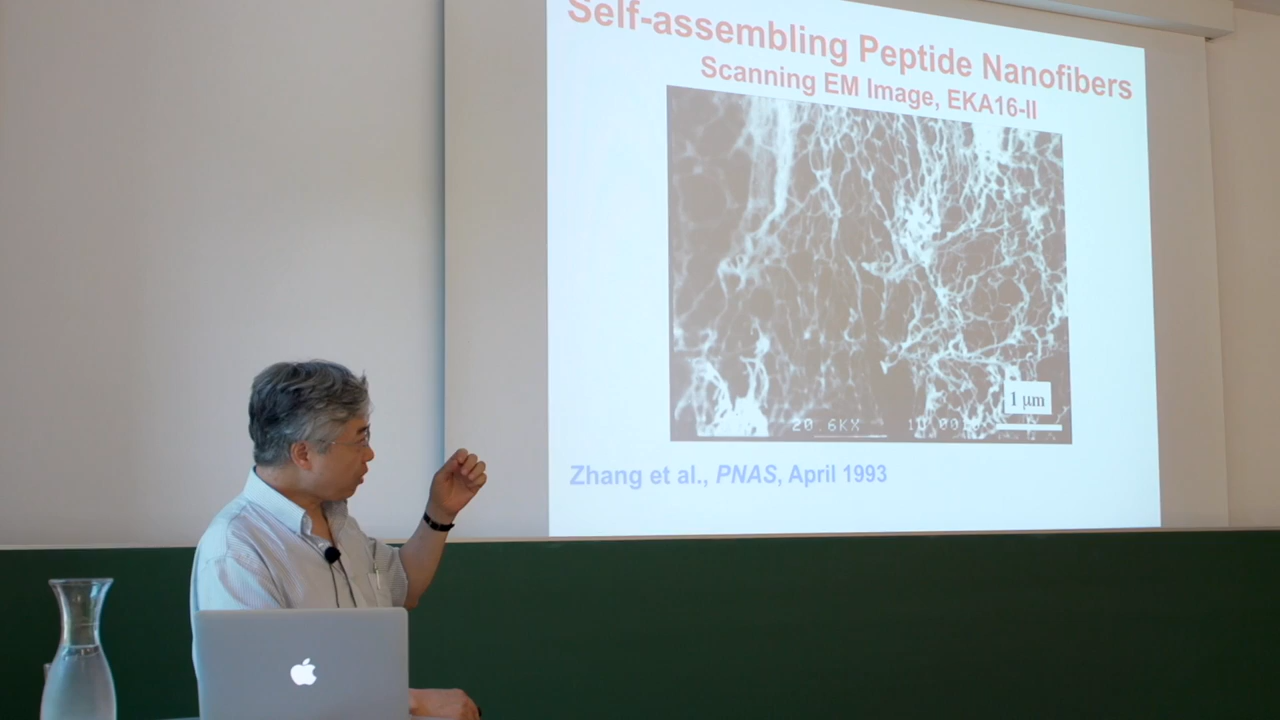 Self-assembling Peptide Nanofibers
Scanning EM Image, EKA16-II
1 μm
20.6KX
Zhang et al., PNAS, April 1993